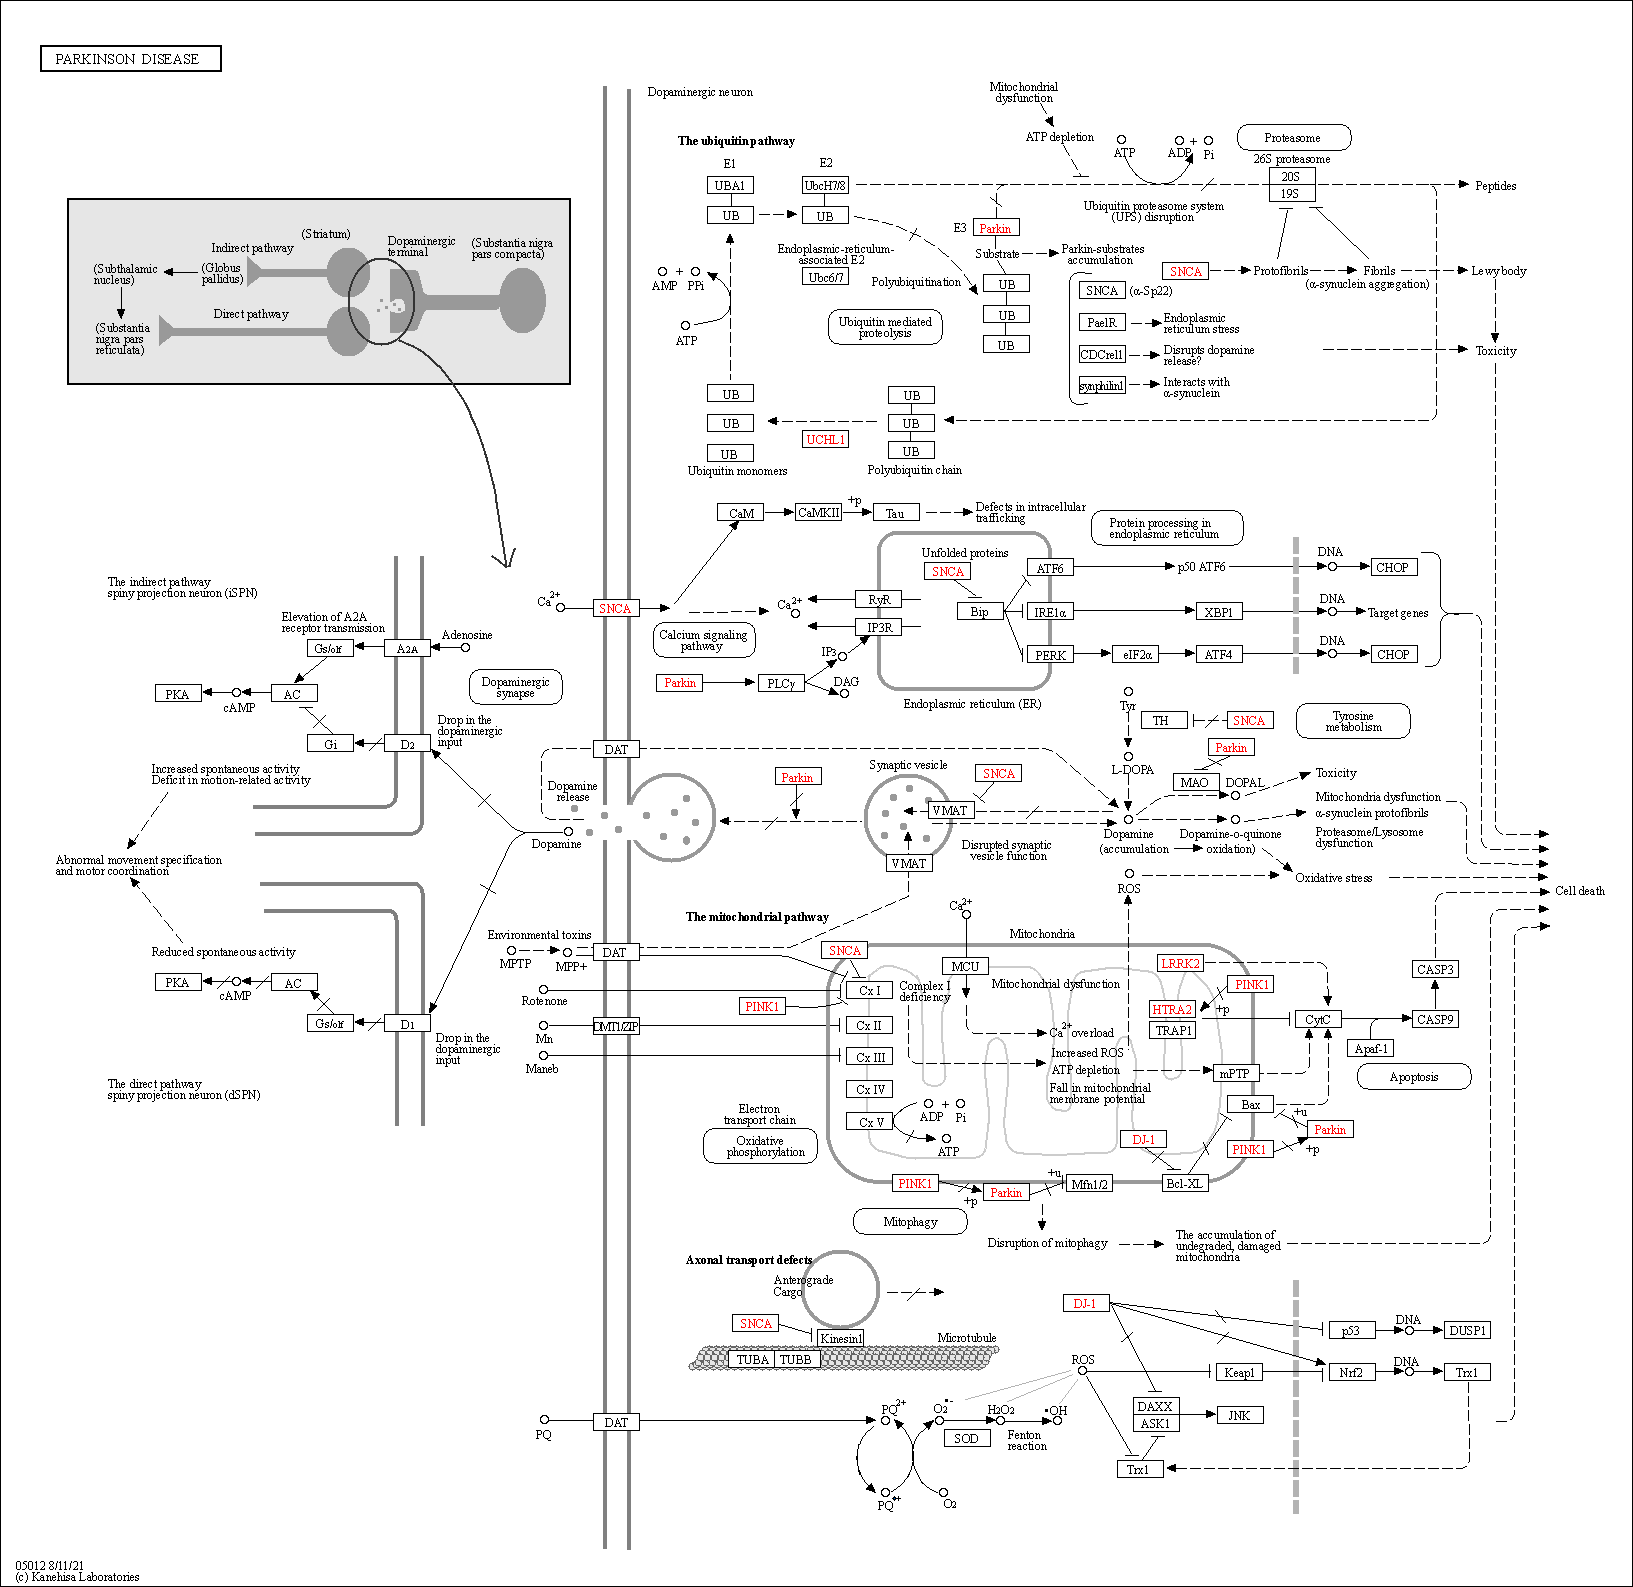 PARKINSON DISEASE
Dopaminergic neuron
Mitochondrial
dysfunction
ATP depletion
The ubiquitin pathway
E1
E2
UBA1
UB
UbcH7/8
UB
ATP
ADP
+
Pi
Proteasome
26S proteasome
20S
19S
Peptides
Ubiquitin proteasome system
(UPS) disruption
E3
Parkin
Substrate
Parkin-substrates
accumulation
Endoplasmic-reticulum-
associated E2
Ubc6/7
Polyubiquitination
UB
UB
UB
Ubiquitin mediated
proteolysis
AMP
+
PPi
ATP
SNCA
Protofibrils
Fibrils
(α-synuclein aggregation)
Lewy body
SNCA
(α-Sp22)
PaelR
Endoplasmic
reticulum stress
CDCrel1
Disrupts dopamine
release?
synphilin1
Interacts with
α-synuclein
Toxicity
UB
UB
UB
Ubiquitin monomers
UCHL1
UB
UB
UB
Polyubiquitin chain
(Striatum)
Indirect pathway
Dopaminergic
terminal
(Substantia nigra
pars compacta)
(Subthalamic
nucleus)
(Globus
pallidus)
Direct pathway
(Substantia
nigra pars
reticulata)
CaM
CaMKII
+p
Tau
Defects in intracellular
trafficking
Protein processing in
endoplasmic reticulum
Unfolded proteins
SNCA
Bip
ATF6
p50 ATF6
DNA
CHOP
IRE1α
XBP1
DNA
Target genes
PERK
eIF2α
ATF4
DNA
CHOP
Ca2+
SNCA
Ca2+
RyR
IP3R
Calcium signaling
pathway
IP3
Parkin
PLCγ
DAG
Endoplasmic reticulum (ER)
The indirect pathway
spiny projection neuron (iSPN)
Elevation of A2A
receptor transmission
Gs/olf
A2A
Adenosine
PKA
cAMP
AC
Dopaminergic
synapse
Gi
D2
Drop in the
dopaminergic
input
Increased spontaneous activity
Deficit in motion-related activity
DAT
Dopamine
release
Dopamine
Parkin
Synaptic vesicle
SNCA
VMAT
VMAT
Disrupted synaptic
vesicle function
Tyr
TH
SNCA
Tyrosine
metabolism
Parkin
L-DOPA
MAO
DOPAL
Toxicity
Mitochondria dysfunction
α-synuclein protofibrils
Proteasome/Lysosome
dysfunction
Dopamine
(accumulation
Dopamine-o-quinone
oxidation)
ROS
Oxidative stress
Cell death
Abnormal movement specification
and motor coordination
Reduced spontaneous activity
PKA
cAMP
AC
Gs/olf
D1
Drop in the
dopaminergic
input
The direct pathway
spiny projection neuron (dSPN)
The mitochondrial pathway
Environmental toxins
MPTP
MPP+
DAT
Rotenone
Mn
DMT1/ZIP
Maneb
SNCA
PINK1
Cx I
Cx II
Cx III
Cx IV
Cx V
Complex I
deficiency
Ca2+
MCU
Mitochondria
Mitochondrial dysfunction
Ca2+ overload
Increased ROS
ATP depletion
Fall in mitochondrial
membrane potential
ADP
+
Pi
ATP
Electron
transport chain
Oxidative
phosphorylation
LRRK2
PINK1
+p
HTRA2
TRAP1
CytC
Apaf-1
CASP3
CASP9
Apoptosis
mPTP
Bax
+u
Parkin
PINK1
+p
DJ-1
Bcl-XL
PINK1
+p
Parkin
+u
Mfn1/2
Mitophagy
Disruption of mitophagy
The accumulation of
undegraded, damaged
mitochondria
Axonal transport defects
Anterograde
Cargo
SNCA
Kinesin1
Microtubule
TUBA
TUBB
DJ-1
p53
DNA
DUSP1
ROS
Keap1
Nrf2
DNA
Trx1
DAXX
ASK1
JNK
Trx1
PQ
DAT
PQ2+
PQ•+
O2•-
H2O2
•OH
SOD
Fenton
reaction
O2
05012 8/11/21
(c) Kanehisa Laboratories